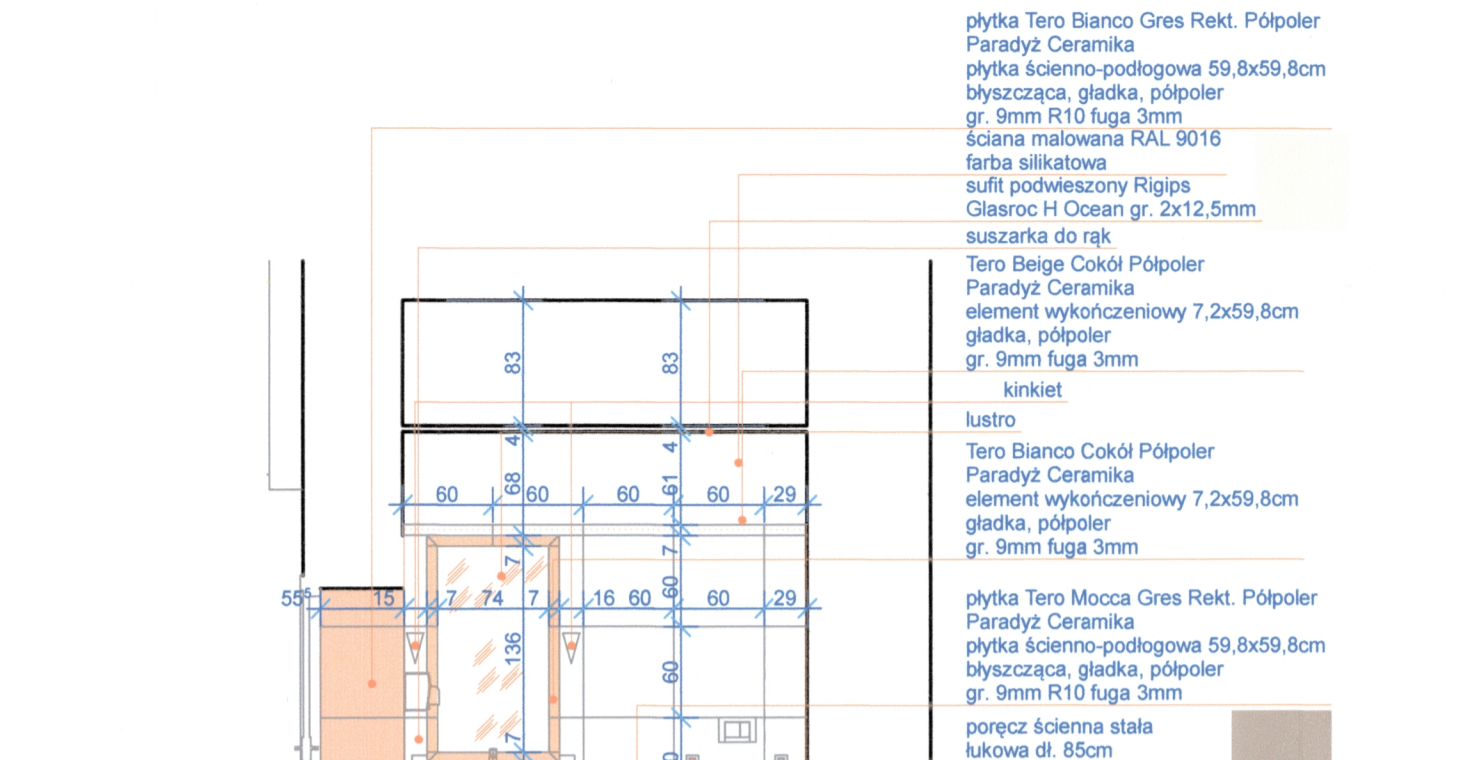 płytka Tero Bianco Gres Rekt. Półpoler
Paradyż Ceramika
płytka ścienno-podłogowa 59,8x59,8cm
błyszcząca, gładka, półpoler
gr. 9mm R10 fuga 3mm
ściana malowana RAL 9016
farba silikatowa
sufit podwieszony Rigips
Glasroc H Ocean gr. 2x12,5mm
suszarka do rąk
Tero Beige Cokół Półpoler
Paradyż Ceramika
element wykończeniowy 7,2x59,8cm
gładka, półpoler
gr. 9mm fuga 3mm
kinkiet
lustro
Tero Bianco Cokół Półpoler
Paradyż Ceramika
element wykończeniowy 7,2x59,8cm
gładka, półpoler
gr. 9mm fuga 3mm
płytka Tero Mocca Gres Rekt. Półpoler
Paradyż Ceramika
płytka ścienno-podłogowa 59,8x59,8cm
błyszcząca, gładka, półpoler
gr. 9mm R10 fuga 3mm
poręcz ścienna stała
łukowa dł. 85cm
83 83
4 4
68 61
60 60 60 60 29
7 7
60
55⁵ 15 7 74 7 16 60 60 29
136 60
7